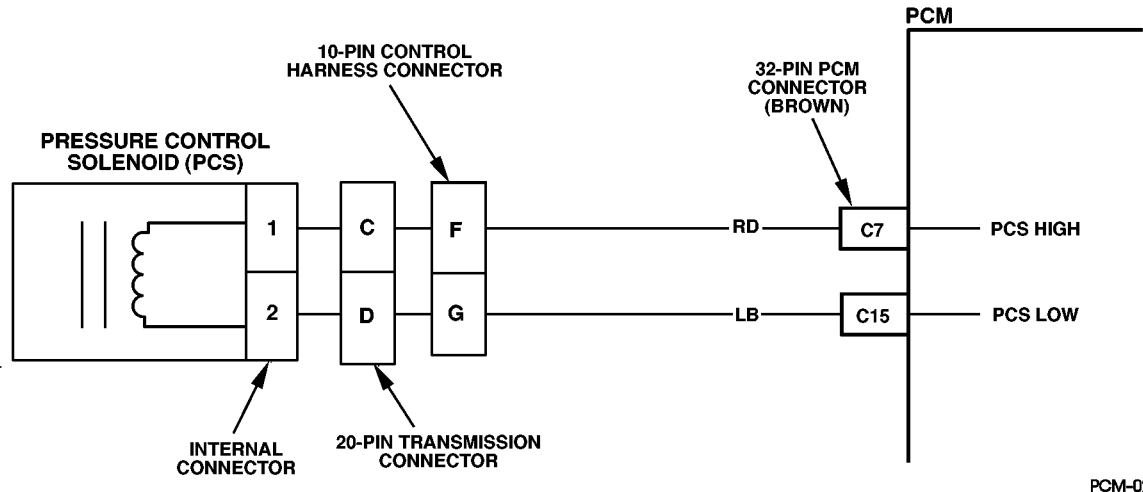 PCM
10-PIN CONTROL
HARNESS CONNECTOR
32-PIN PCM
CONNECTOR
(BROWN)
PRESSURE CONTROL
SOLENOID (PCS)
1
C
F
RD
C7
PCS HIGH
2
D
G
LB
C15
PCS LOW
INTERNAL
CONNECTOR
20-PIN TRANSMISSION
CONNECTOR